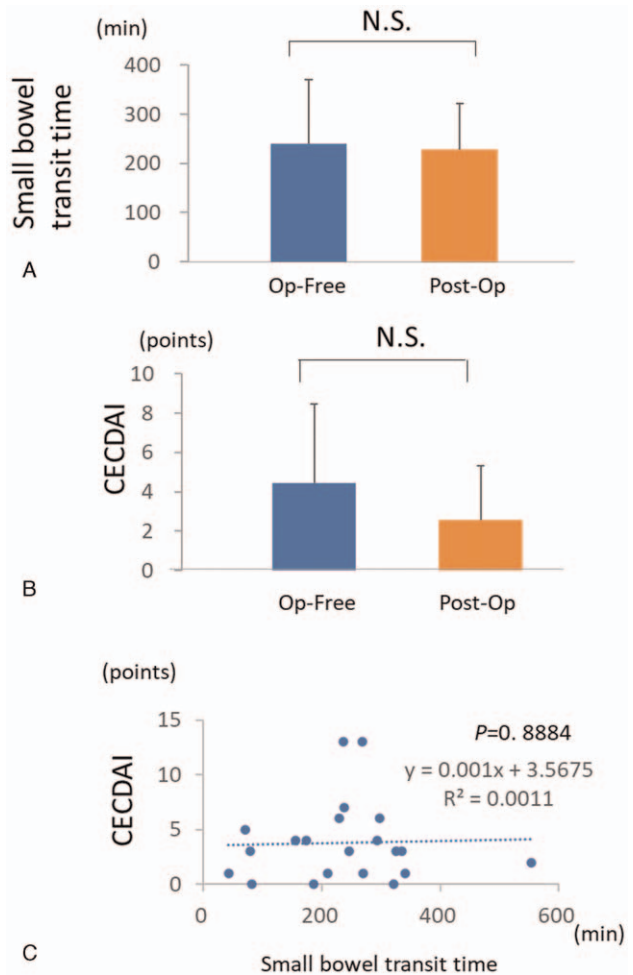 (min)
N.S.
Small bowel
transit time
400
300
200
100
0
Op-Free Post-Op
A
(points)
N.S.
CECDAI
10
8
6
4
2
0
Op-Free Post-Op
B
(points)
CECDAI
15
10
5
0
P=0. 8884
y = 0.001x + 3.5675
R² = 0.0011
0 200 400 600
(min)
Small bowel transit time
C